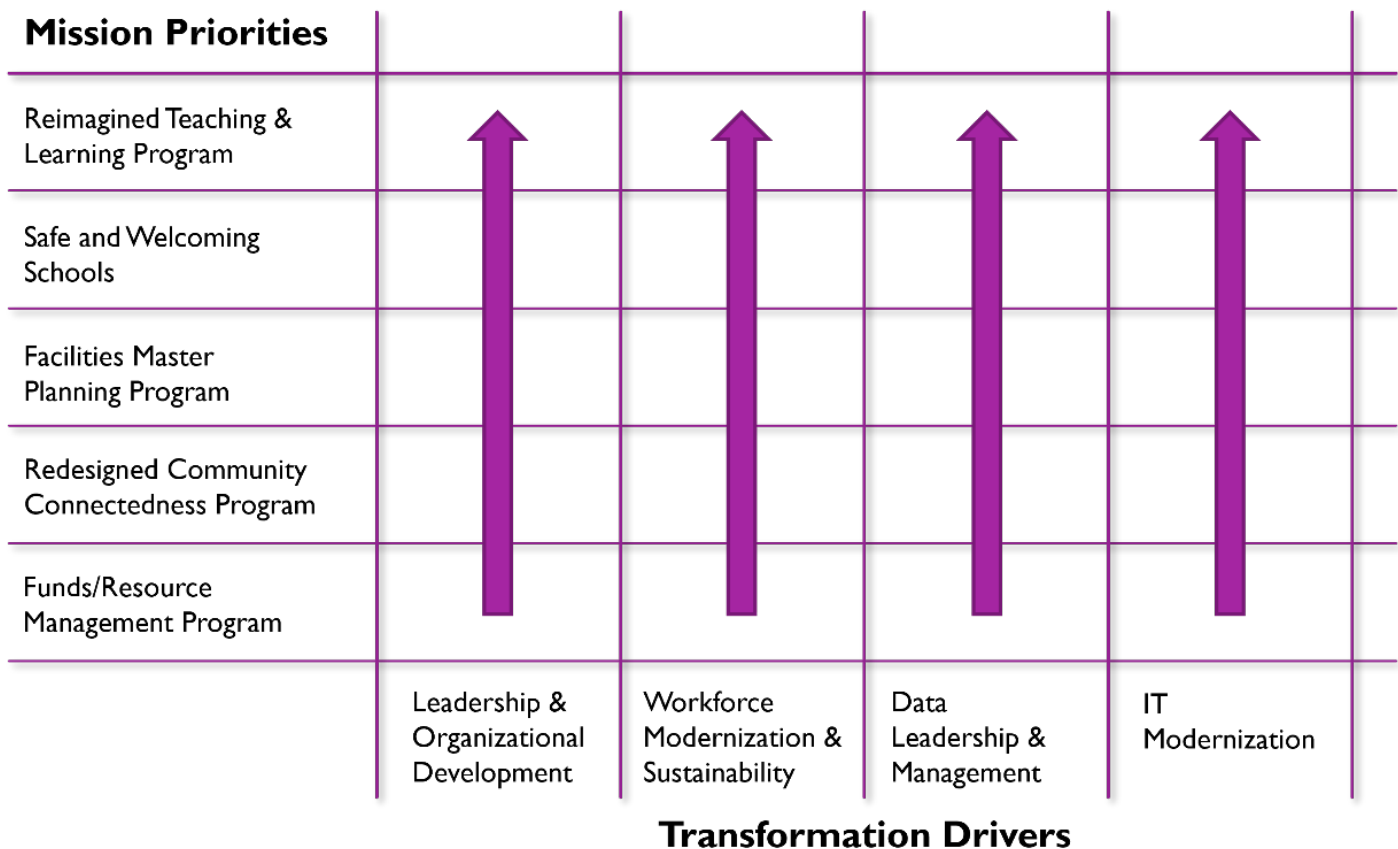 Mission Priorities
Reimagined Teaching &
Learning Program
Safe and Welcoming
Schools
Facilities Master
Planning Program
Redesigned Community
Connectedness Program
Funds/Resource
Management Program
Leadership &
Organizational
Development
Workforce
Modernization &
Sustainability
Data
Leadership &
Management
IT
Modernization
Transformation Drivers